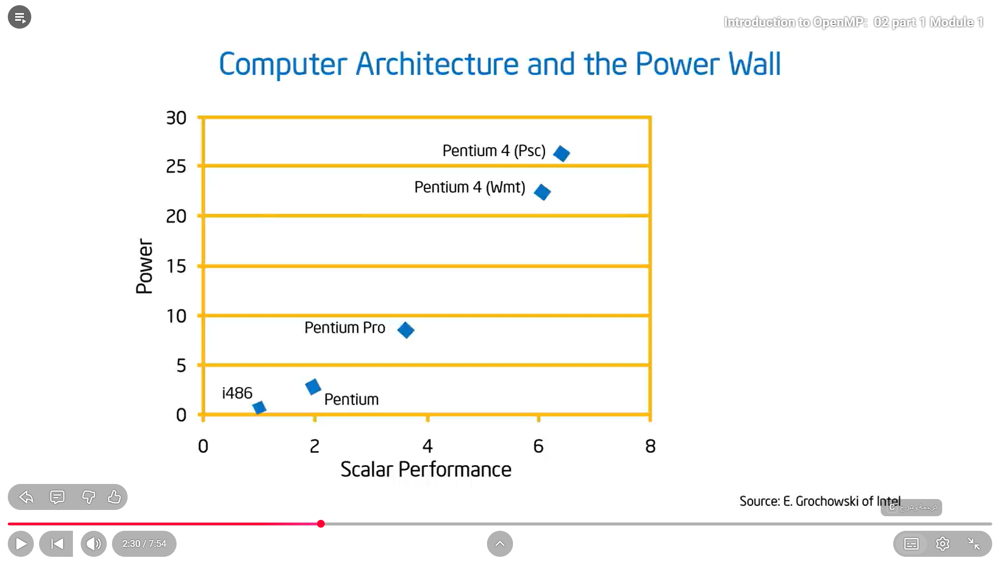 Introduction to OpenMP: 02 part 1 Module 1
Computer Architecture and the Power Wall
30
25
20
15
10
5
0
Power
Pentium 4 (Psc)
Pentium 4 (Wmt)
Pentium Pro
i486
Pentium
0 2 4 6 8
Scalar Performance
Source: E. Grochowski of Intel
ترجمة وشرح C
2:30 / 7:54